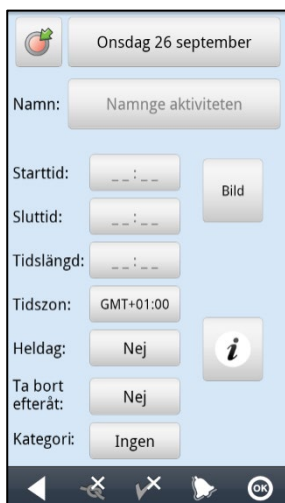 Onsdag 26 september
Namn: Namnge aktiviteten
Starttid: _ _ : _ _
Bild
Sluttid: _ _ : _ _
Tidslängd: _ _ : _ _
Tidszon: GMT+01:00
Heldag: Nej
i
Ta bort
efteråt: Nej
Kategori: Ingen
OK